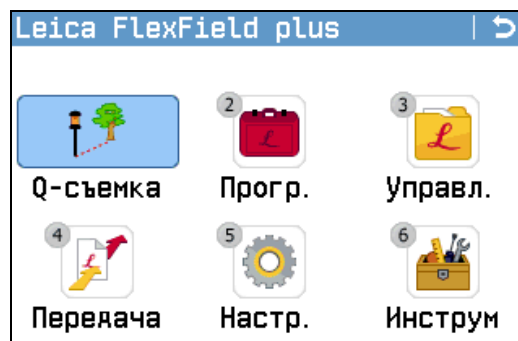 Leica FlexField plus
2
3
Q-съемка
Прогр.
Управл.
4
5
6
Передача
Настр.
Инструм